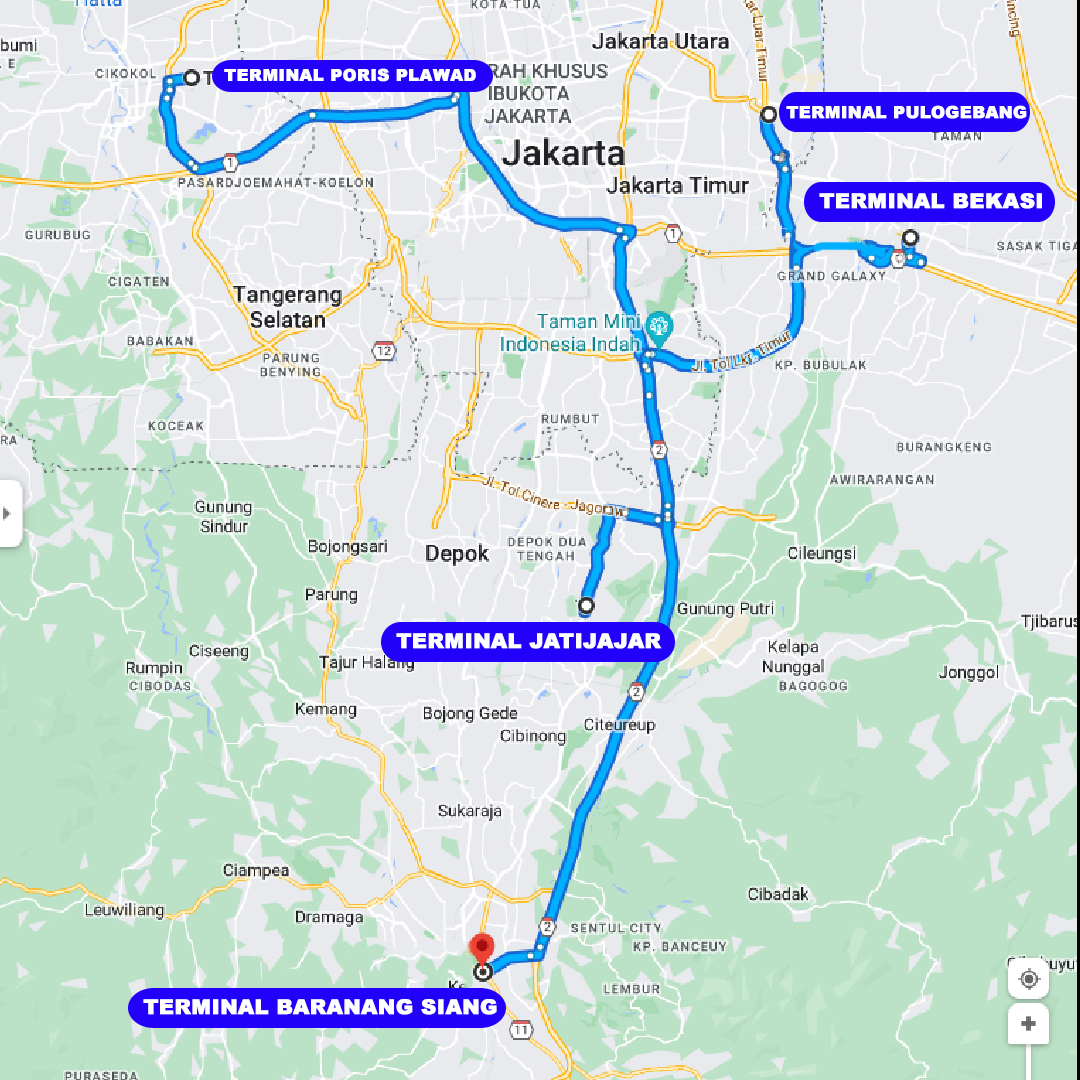 Hatta
KOTA TUA
Jakarta Utara
bumi
E
CIKOKOL
TERMINAL PORIS PLAWAD
RAH KHUSUS
IBUKOTA
JAKARTA
TERMINAL PULOGEBANG
TAMAN
Jakarta
1
PASARDJOEMAHAT-KOELON
Jakarta Timur
TERMINAL BEKASI
GURUBUG
1
SASAK TIGA
GRAND GALAXY
CIGATEN
Tangerang
Selatan
Taman Mini
Indonesia Indah
BABAKAN
12
PARUNG
BENYING
Jl. Tol Lkr. Timur
KP. BUBULAK
KOCEAK
RUMBUT
RA
2
BURANGKENG
AWIRARANGAN
Jl. Tol Cinere - Jagorawi
Gunung
Sindur
Bojongsari
Depok
DEPOK DUA
TENGAH
Cileungsi
Parung
Gunung Putri
TERMINAL JATIJAJAR
Tjibarus
Ciseeng
Kelapa
Nunggal
Rumpin
Tajur Halang
Jonggol
CIBODAS
BAGOGOG
2
Kemang
Bojong Gede
Citeureup
Cibinong
Sukaraja
Ciampea
Cibadak
Leuwiliang
Dramaga
2
SENTUL CITY
KP. BANCEUY
LEMBUR
TERMINAL BARANANG SIANG
11
PURASEDA